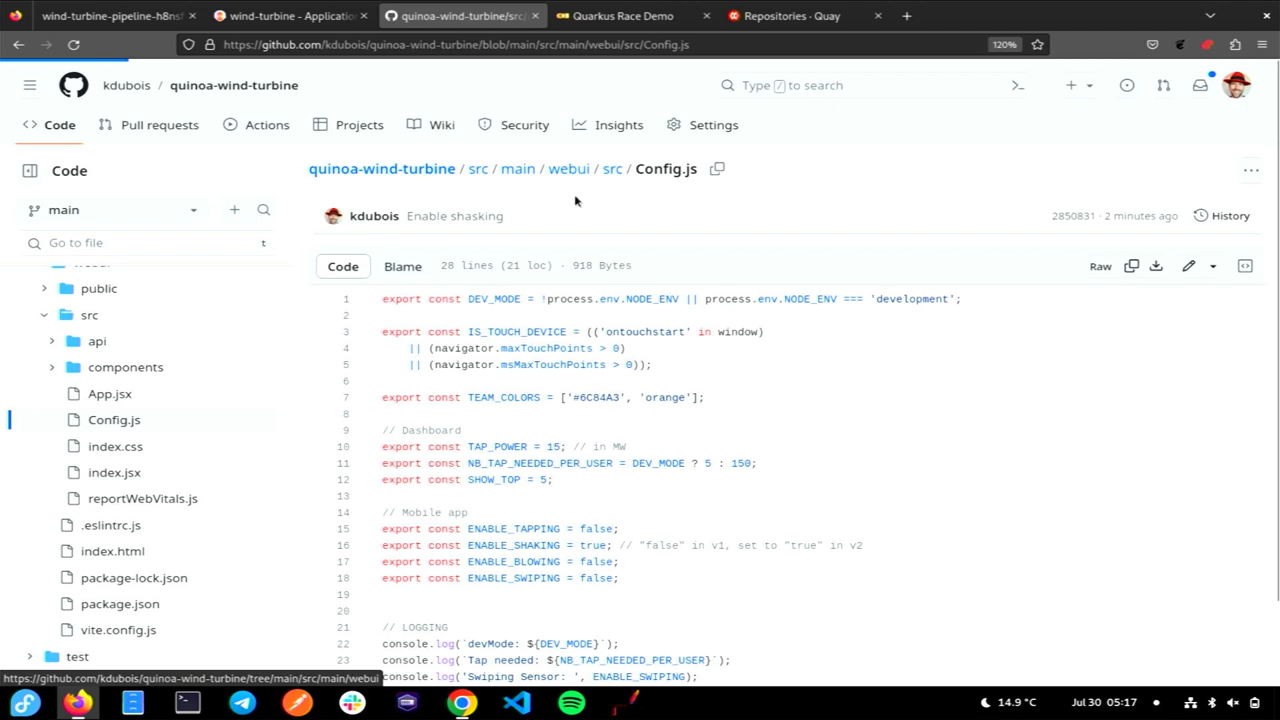 wind-turbine-pipeline-h8ns
wind-turbine - Application
quinoa-wind-turbine/src/
Quarkus Race Demo
Repositories · Quay
https://github.com/kdubois/quinoa-wind-turbine/blob/main/src/main/webui/src/Config.js
120%
kdubois / quinoa-wind-turbine
Type / to search
Code
Pull requests
Actions
Projects
Wiki
Security
Insights
Settings
Code
quinoa-wind-turbine / src / main / webui / src / Config.js
main
kdubois Enable shasking
2850831 · 2 minutes ago
History
Go to file
t
Code
Blame
28 lines (21 loc) · 918 Bytes
Raw
public
src
api
components
App.jsx
Config.js
index.css
index.jsx
reportWebVitals.js
.eslintrc.js
index.html
package-lock.json
package.json
vite.config.js
test
1 export const DEV_MODE = !process.env.NODE_ENV || process.env.NODE_ENV === 'development';
2
3 export const IS_TOUCH_DEVICE = (('ontouchstart' in window)
4 || (navigator.maxTouchPoints > 0)
5 || (navigator.msMaxTouchPoints > 0));
6
7 export const TEAM_COLORS = ['#6C84A3', 'orange'];
8
9 // Dashboard
10 export const TAP_POWER = 15; // in MW
11 export const NB_TAP_NEEDED_PER_USER = DEV_MODE ? 5 : 150;
12 export const SHOW_TOP = 5;
13
14 // Mobile app
15 export const ENABLE_TAPPING = false;
16 export const ENABLE_SHAKING = true; // "false" in v1, set to "true" in v2
17 export const ENABLE_BLOWING = false;
18 export const ENABLE_SWIPING = false;
19
20
21 // LOGGING
22 console.log(`devMode: ${DEV_MODE}`);
23 console.log(`Tap needed: ${NB_TAP_NEEDED_PER_USER}`);
console.log('Swiping Sensor: ', ENABLE_SWIPING);
https://github.com/kdubois/quinoa-wind-turbine/tree/main/src/main/webui
14.9 °C
Jul 30 05:17